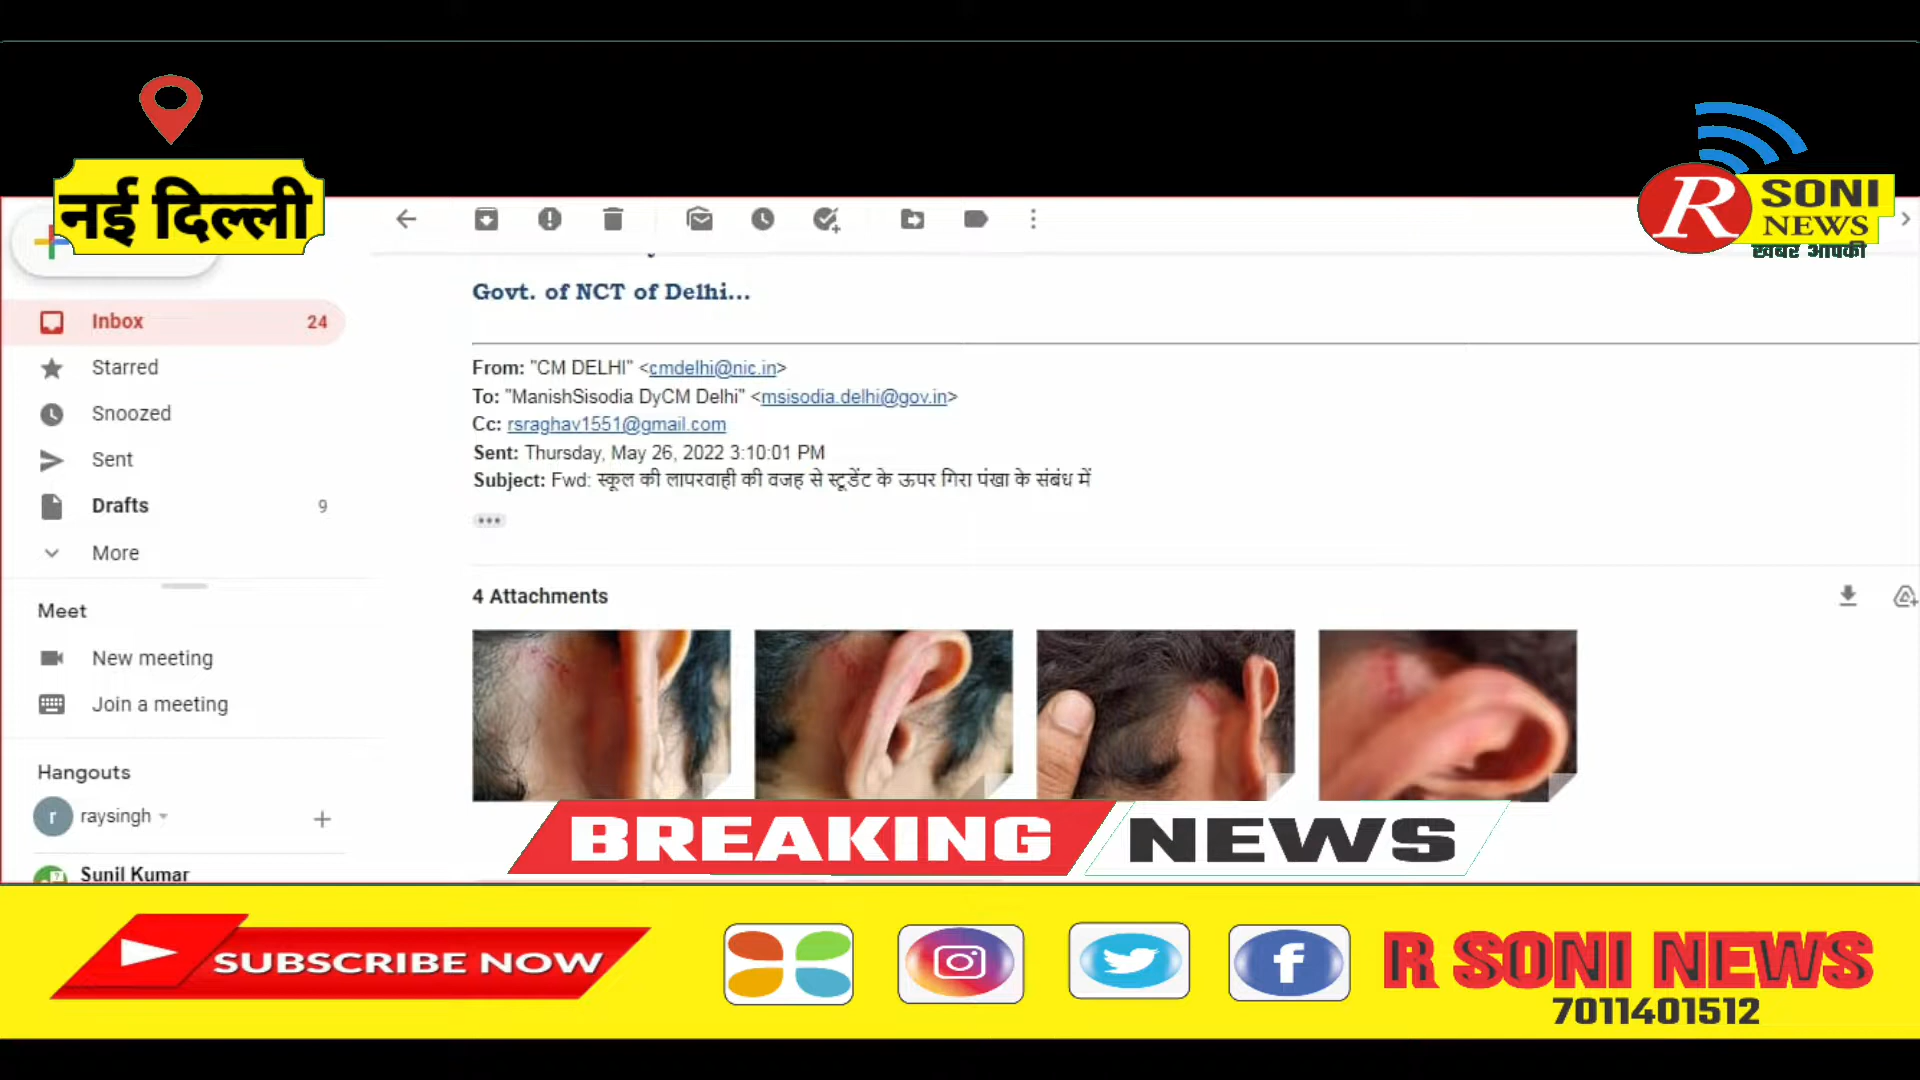 नई दिल्ली
R SONI
NEWS
खबर आपकी
Govt. of NCT of Delhi...
Inbox 24
Starred
Snoozed
Sent
Drafts 9
More
From: "CM DELHI" <cmdelhi@nic.in>
To: "ManishSisodia DyCM Delhi" <msisodia.delhi@gov.in>
Cc: rsraghav1551@gmail.com
Sent: Thursday, May 26, 2022 3:10:01 PM
Subject: Fwd: स्कूल की लापरवाही की वजह से स्टूडेंट के ऊपर गिरा पंखा के संबंध में
4 Attachments
Meet
New meeting
Join a meeting
Hangouts
r raysingh
Sunil Kumar
BREAKING NEWS
SUBSCRIBE NOW
R SONI NEWS
7011401512